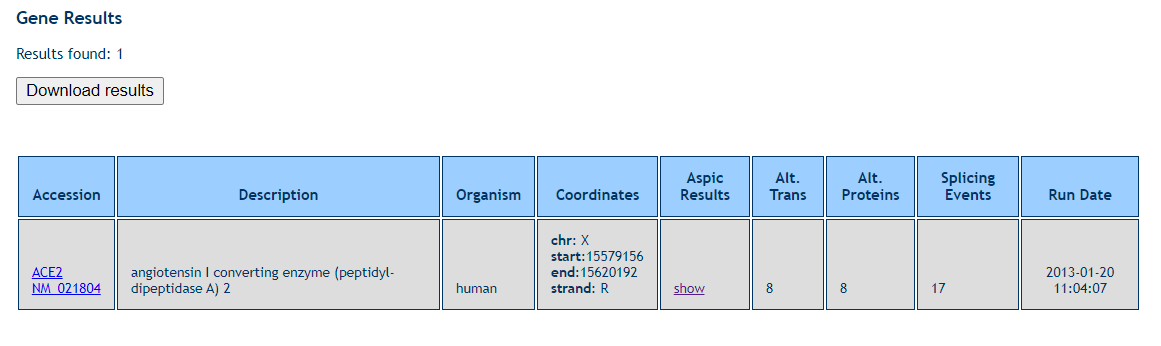 Gene Results
Results found: 1
Download results
Accession Description Organism Coordinates Aspic Results Alt. Trans Alt. Proteins Splicing Events Run Date
ACE2
NM_021804
angiotensin I converting enzyme (peptidyl-
dipeptidase A) 2
human
chr: X
start:15579156
end:15620192
strand: R
show
8
8
17
2013-01-20
11:04:07